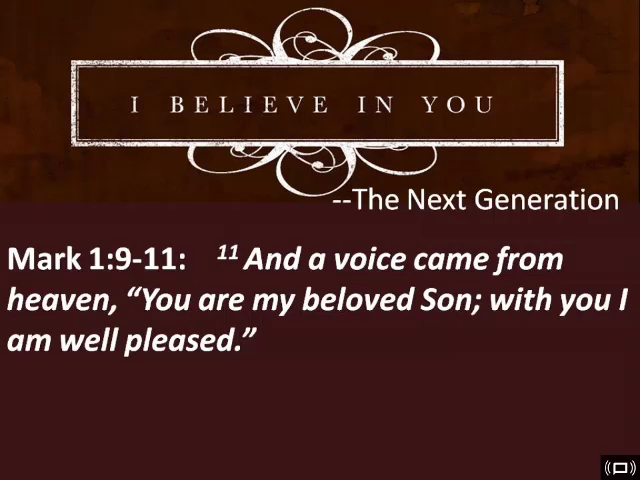 I BELIEVE IN YOU
--The Next Generation
Mark 1:9-11: 11 And a voice came from
heaven, “You are my beloved Son; with you I
am well pleased.”